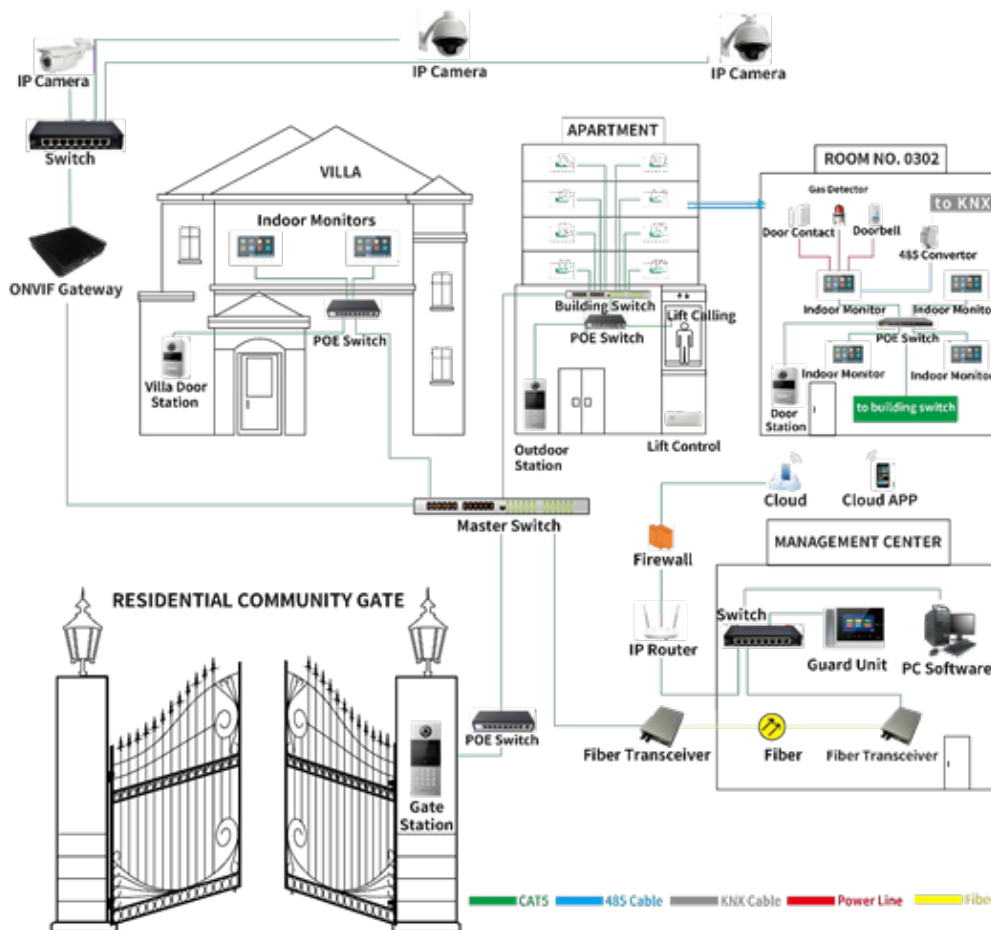 IP Camera
IP Camera
IP Camera
Switch
ONVIF Gateway
VILLA
Indoor Monitors
POE Switch
Villa Door
Station
APARTMENT
Building Switch
Lift Calling
POE Switch
Outdoor
Station
Lift Control
ROOM NO. 0302
Gas Detector
to KNX
Door Contact
Doorbell
485 Convertor
Indoor Monitor
Indoor Monitor
POE Switch
Indoor Monitor
Indoor Monitor
Door
Station
to building switch
Master Switch
Cloud
Cloud APP
Firewall
IP Router
MANAGEMENT CENTER
Switch
Guard Unit
PC Software
Fiber Transceiver
Fiber
Fiber Transceiver
RESIDENTIAL COMMUNITY GATE
POE Switch
Gate
Station
CAT5
485 Cable
KNX Cable
Power Line
Fiber